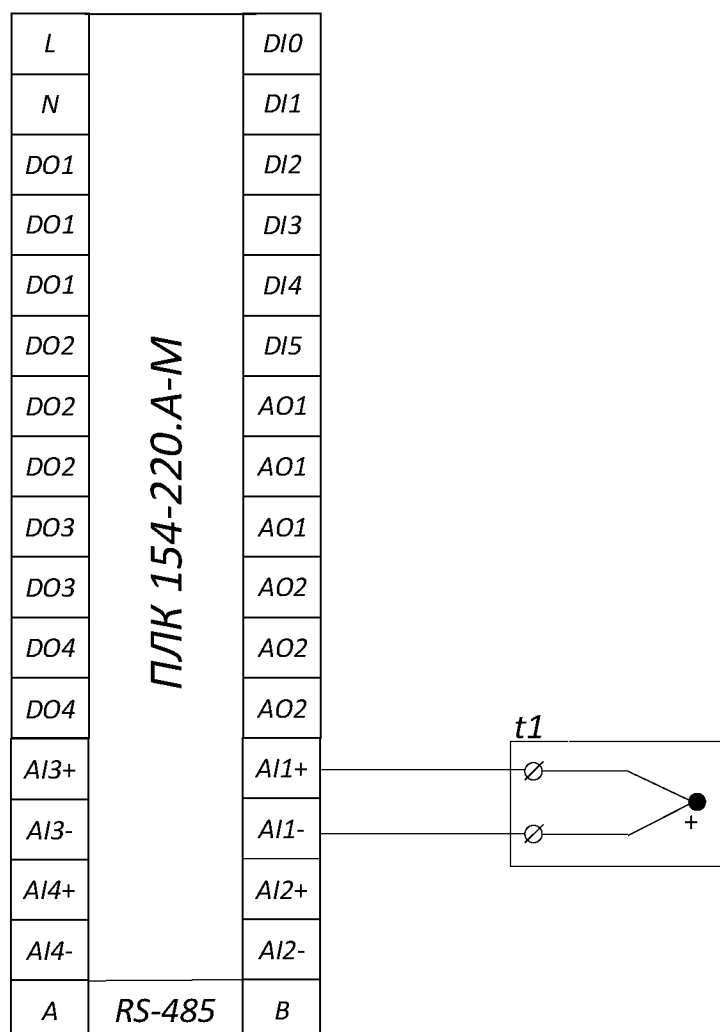 L DI0
N DI1
DO1 DI2
DO1 DI3
DO1 DI4
DO2 DI5
DO2 AO1
DO2 AO1
DO3 AO1
DO3 AO2
DO4 AO2
DO4 AO2
AI3+ AI1+
AI3- AI1-
AI4+ AI2+
AI4- AI2-
A RS-485 B
ПЛК 154-220.А-М
t1
+